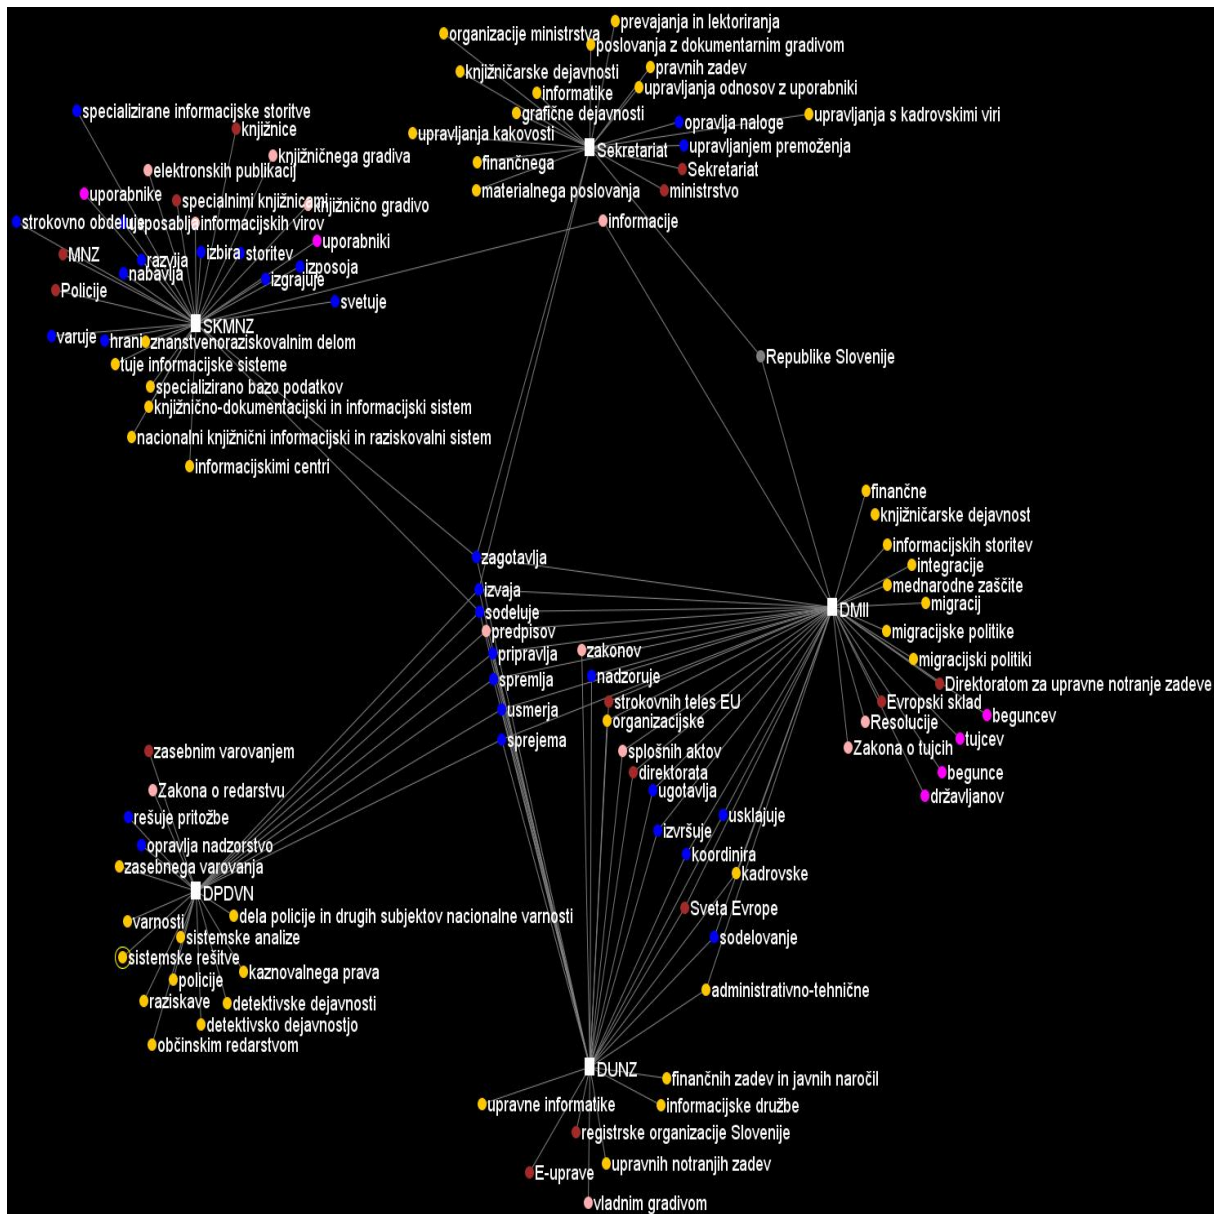 prevajanja in lektoriranja
organizacije ministrstva
poslovanja z dokumentarnim gradivom
pravnih zadev
knjižničarske dejavnosti
upravljanja odnosov z uporabniki
informatike
grafične dejavnosti
upravljanja s kadrovskimi viri
opravlja naloge
upravljanja kakovosti
upravljanjem premoženja
Sekretariat
finančnega
Sekretariat
materialnega poslovanja
ministrstvo
informacije
specializirane informacijske storitve
knjižnice
knjižničnega gradiva
elektronskih publikacij
uporabnike
specialnimi knjižnicami
knjižnično gradivo
strokovno obdeluje
usposablja
informacijskih virov
uporabniki
MNZ
izbira
storitev
razvija
nabavlja
izposoja
izgrajuje
Policije
svetuje
SKMNZ
varuje
hrani
znanstvenoraziskovalnim delom
tuje informacijske sisteme
specializirano bazo podatkov
knjižnično-dokumentacijski in informacijski sistem
nacionalni knjižnični informacijski in raziskovalni sistem
informacijskimi centri
Republike Slovenije
finančne
knjižničarske dejavnost
informacijskih storitev
integracije
mednarodne zaščite
migracij
DMII
migracijske politike
migracijski politiki
Direktoratom za upravne notranje zadeve
Evropski sklad
beguncev
Resolucije
tujcev
Zakona o tujcih
begunce
državljanov
zagotavlja
izvaja
sodeluje
predpisov
pripravlja
spremlja
usmerja
sprejema
zakonov
nadzoruje
strokovnih teles EU
organizacijske
splošnih aktov
direktorata
ugotavlja
usklajuje
izvršuje
koordinira
kadrovske
Sveta Evrope
sodelovanje
administrativno-tehnične
zasebnim varovanjem
Zakona o redarstvu
rešuje pritožbe
opravlja nadzorstvo
zasebnega varovanja
DPDVN
dela policije in drugih subjektov nacionalne varnosti
varnosti
sistemske analize
sistemske rešitve
kaznovalnega prava
policije
raziskave
detektivske dejavnosti
detektivsko dejavnostjo
občinskim redarstvom
DUNZ
finančnih zadev in javnih naročil
upravne informatike
informacijske družbe
registrske organizacije Slovenije
upravnih notranjih zadev
E-uprave
vladnim gradivom